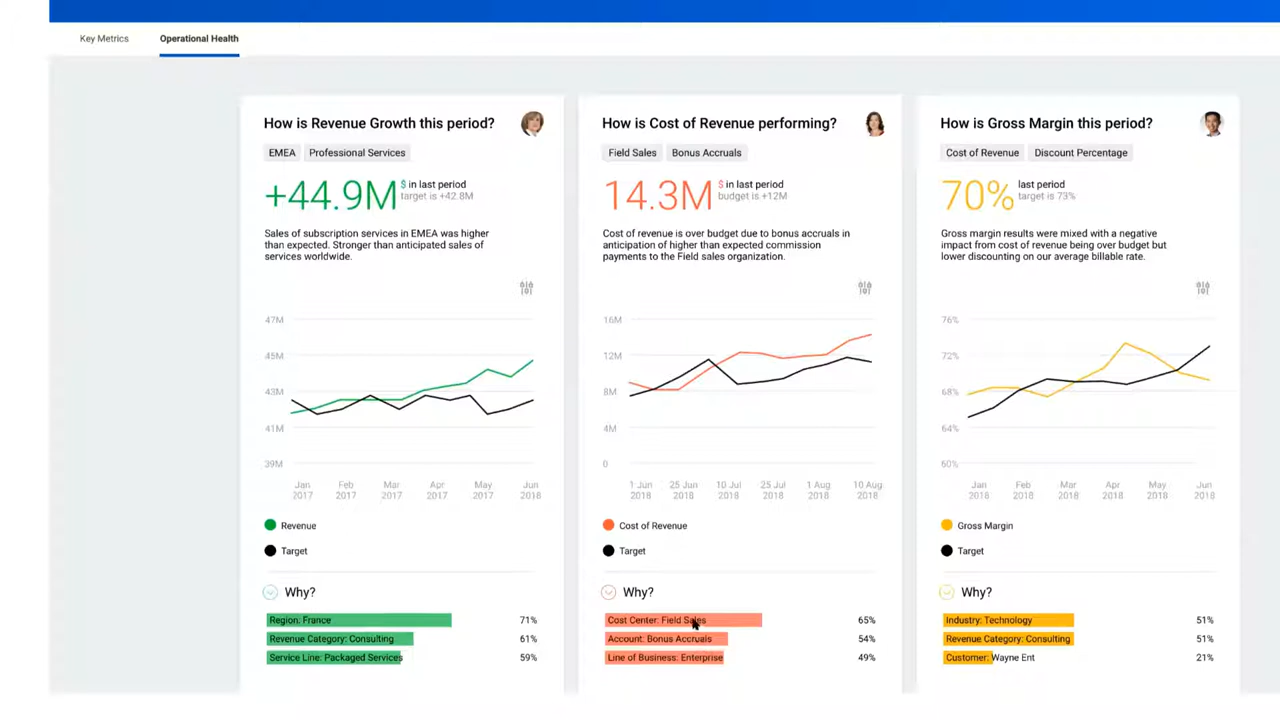 Key Metrics
Operational Health
How is Revenue Growth this period?
EMEA
Professional Services
+44.9M
$ in last period
target is +42.8M
Sales of subscription services in EMEA was higher
than expected. Stronger than anticipated sales of
services worldwide.
47M
45M
43M
41M
39M
Jan
2017
Feb
2017
Mar
2017
Apr
2017
May
2017
Jun
2018
Revenue
Target
Why?
Region: France
71%
Revenue Category: Consulting
61%
Service Line: Packaged Services
59%
How is Cost of Revenue performing?
Field Sales
Bonus Accruals
14.3M
$ in last period
budget is +12M
Cost of revenue is over budget due to bonus accruals in
anticipation of higher than expected commission
payments to the Field sales organization.
16M
12M
8M
4M
0
1 Jun
2018
25 Jun
2018
10 Jul
2018
25 Jul
2018
1 Aug
2018
10 Aug
2018
Cost of Revenue
Target
Why?
Cost Center: Field Sales
65%
Account: Bonus Accruals
54%
Line of Business: Enterprise
49%
How is Gross Margin this period?
Cost of Revenue
Discount Percentage
70%
last period
target is 73%
Gross margin results were mixed with a negative
impact from cost of revenue being over budget but
lower discounting on our average billable rate.
76%
72%
68%
64%
60%
Jan
2018
Feb
2018
Mar
2018
Apr
2018
May
2018
Jun
2018
Gross Margin
Target
Why?
Industry: Technology
51%
Revenue Category: Consulting
51%
Customer: Wayne Ent
21%